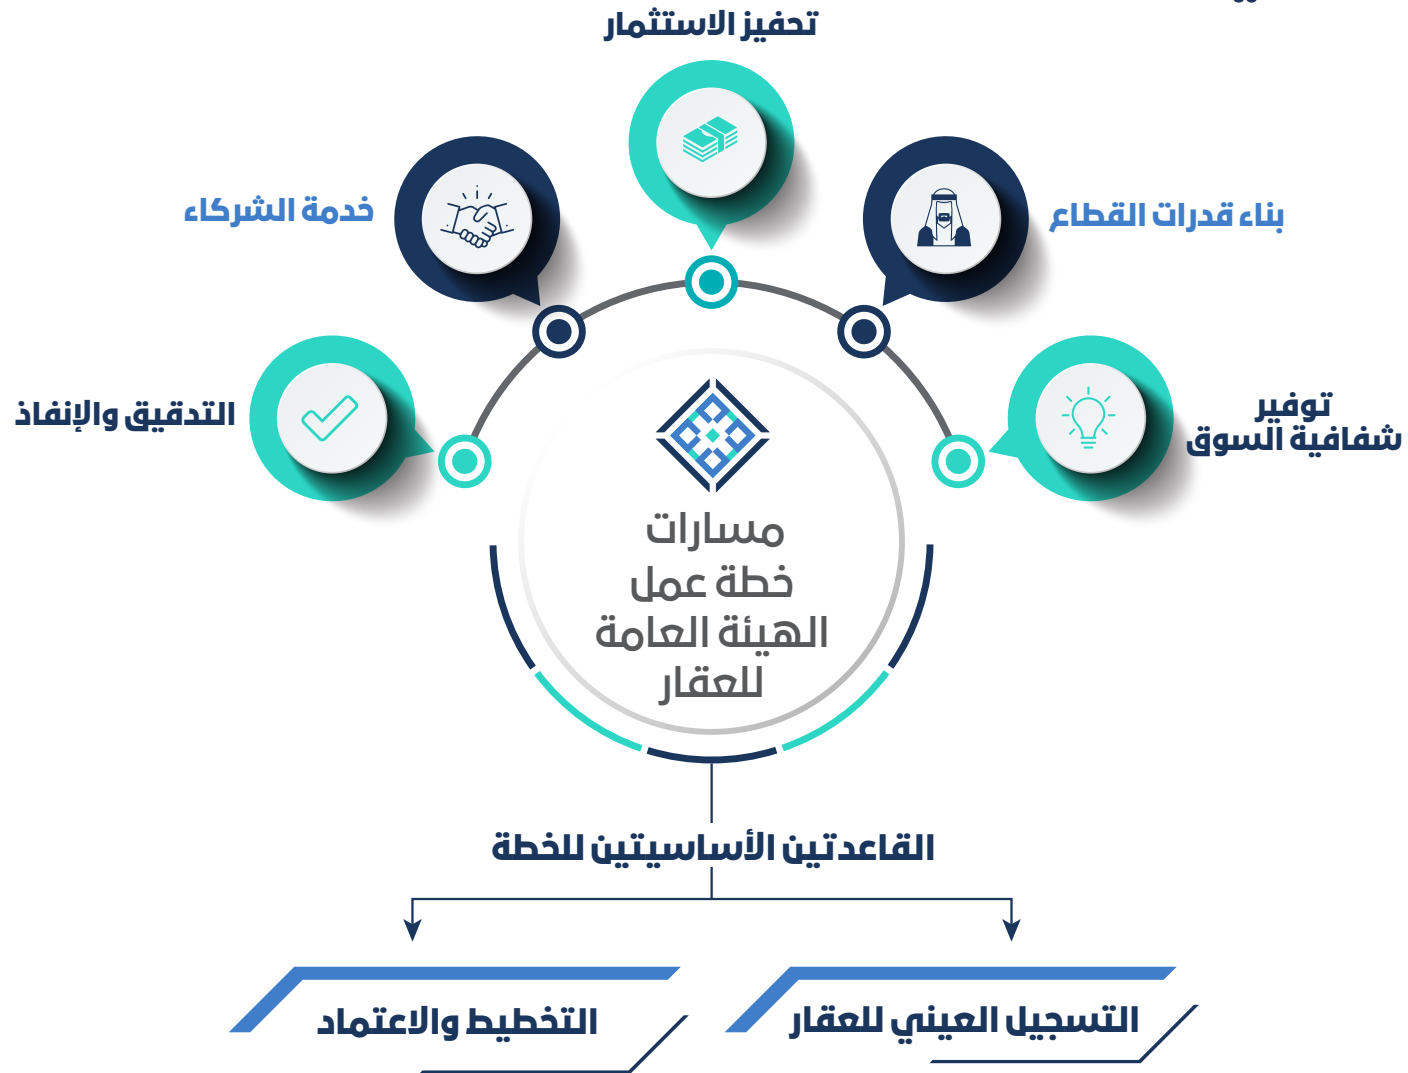 تحفيز الاستثمار
بناء قدرات القطاع
خدمة الشركاء
توفير
شفافية السوق
التدقيق والإنفاذ
مسارات
خطة عمل
الهيئة العامة
للعقار
القاعدتين الأساسيتين للخطة
التسجيل العيني للعقار
التخطيط والاعتماد